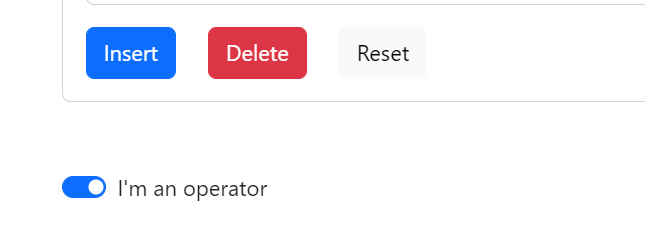 Insert Delete Reset
I'm an operator